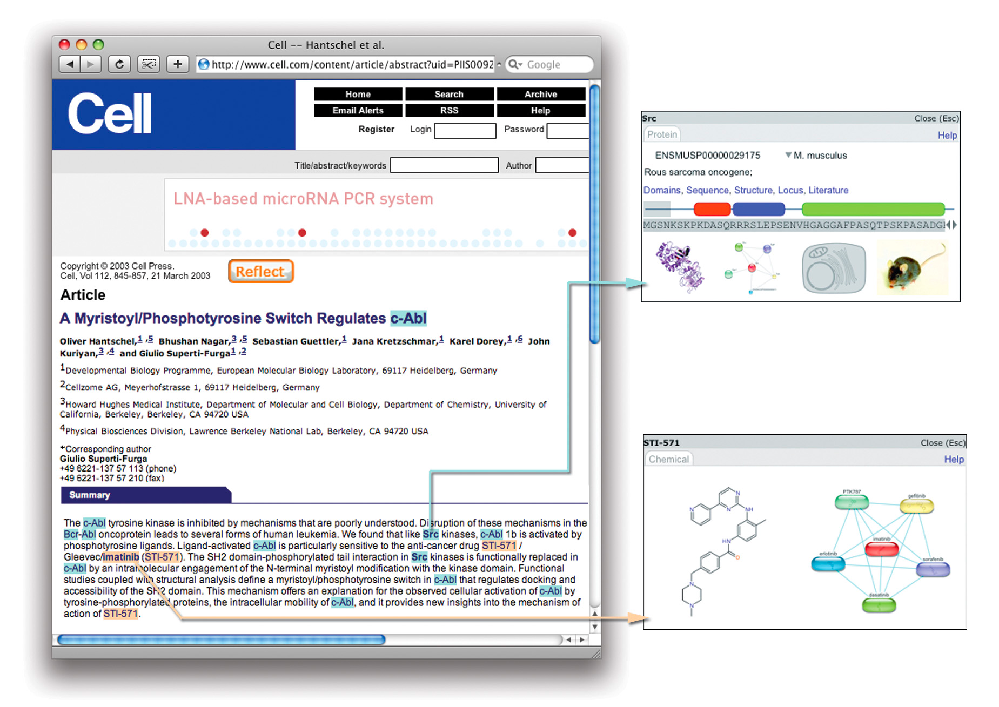 Cell -- Hantschel et al.
http://www.cell.com/content/article/abstract?uid=PIIS0092
Google
Cell
Home Search Archive
Email Alerts RSS Help
Register Login Password
Title/abstract/keywords Author
LNA-based microRNA PCR system
Copyright © 2003 Cell Press.
Cell, Vol 112, 845-857, 21 March 2003
Reflect
Article
A Myristoyl/Phosphotyrosine Switch Regulates c-Abl
Oliver Hantschel,1 ,5 Bhushan Nagar,3 ,5 Sebastian Guettler,1 Jana Kretzschmar,1 Karel Dorey,1 ,6 John
Kuriyan,3 ,4 and Giulio Superti-Furga1 ,2
1Developmental Biology Programme, European Molecular Biology Laboratory, 69117 Heidelberg, Germany
2Cellzome AG, Meyerhofstrasse 1, 69117 Heidelberg, Germany
3Howard Hughes Medical Institute, Department of Molecular and Cell Biology, Department of Chemistry, University of
California, Berkeley, Berkeley, CA 94720 USA
4Physical Biosciences Division, Lawrence Berkeley National Lab, Berkeley, CA 94720 USA
*Corresponding author
Giulio Superti-Furga
+49 6221-137 57 113 (phone)
+49 6221-137 57 210 (fax)
Summary
The c-Abl tyrosine kinase is inhibited by mechanisms that are poorly understood. Disruption of these mechanisms in the
Bcr-Abl oncoprotein leads to several forms of human leukemia. We found that like Src kinases, c-Abl 1b is activated by
phosphotyrosine ligands. Ligand-activated c-Abl is particularly sensitive to the anti-cancer drug STI-571 /
Gleevec/imatinib (STI-571). The SH2 domain-phosphorylated tail interaction in Src kinases is functionally replaced in
c-Abl by an intramolecular engagement of the N-terminal myristoyl modification with the kinase domain. Functional
studies coupled with structural analysis define a myristoyl/phosphotyrosine switch in c-Abl that regulates docking and
accessibility of the SH2 domain. This mechanism offers an explanation for the observed cellular activation of c-Abl by
tyrosine-phosphorylated proteins, the intracellular mobility of c-Abl, and it provides new insights into the mechanism of
action of STI-571.
Src Close (Esc)
Protein Help
ENSMUSP00000029175 M. musculus
Rous sarcoma oncogene;
Domains, Sequence, Structure, Locus, Literature
MGSNKSKPKDASQRRRSLEPSENVHGAGGAFPASQTPSKPASADG
STI-571 Close (Esc)
Chemical Help
N
N
N
NH
HN
O
N
N
PTK787
gefitinib
imatinib
erlotinib
sorafenib
dasatinib